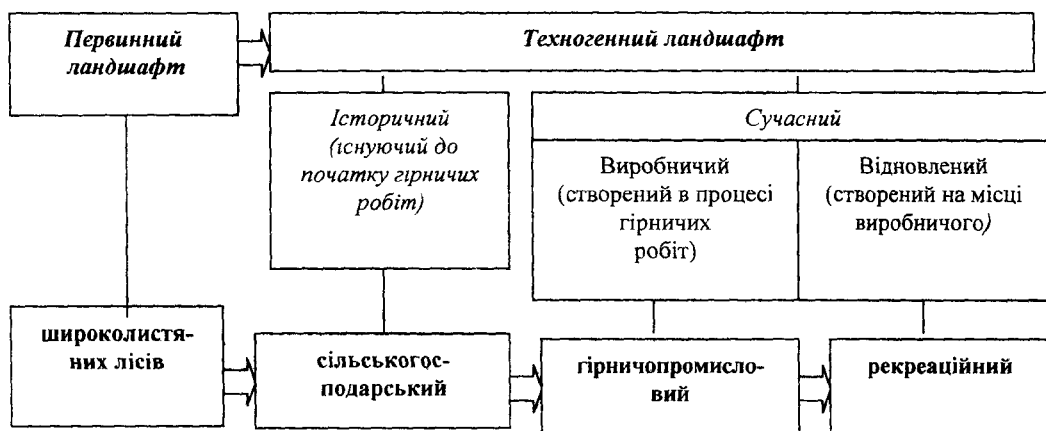 Первинний
ландшафт
Техногенний ландшафт
Історичний
(існуючий до
початку гірничих
робіт)
Сучасний
Виробничий
(створений в процесі
гірничих
робіт)
Відновлений
(створений на місці
виробничого)
широколистя-
них лісів
сільськогос-
подарський
гірничопромисло-
вий
рекреаційний